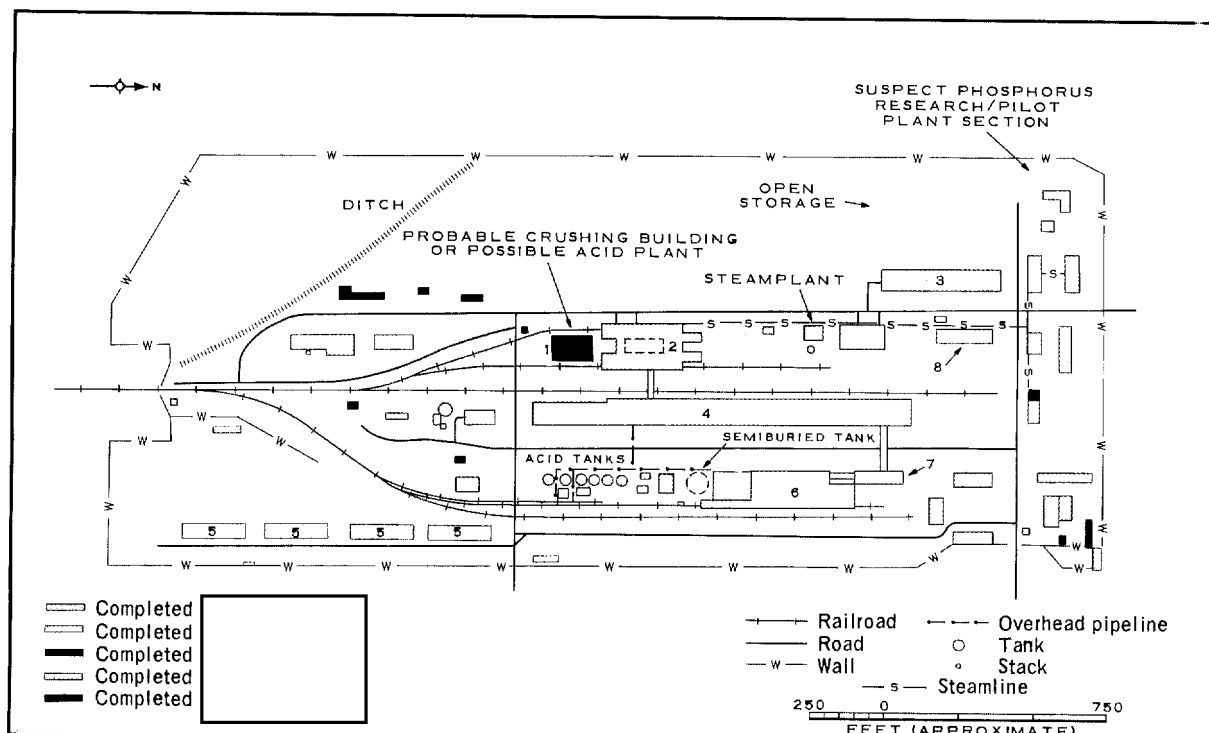 N
SUSPECT PHOSPHORUS
RESEARCH/PILOT
PLANT SECTION
W W W W W W
W
W
DITCH
OPEN
STORAGE
PROBABLE CRUSHING BUILDING
OR POSSIBLE ACID PLANT
STEAMPLANT
3
S
S
S S S S S S S S S
1
2
8
W
W
W
S
4
W
W
W
SEMIBURIED TANK
ACID TANKS
7
6
W
W
5 5 5 5
W
W
W W W W W W W
W
Completed
Completed
Completed
Completed
Completed
Railroad
Overhead pipeline
Road
Tank
W Wall
Stack
S Steamline
250 0 750
FEET (APPROXIMATE)